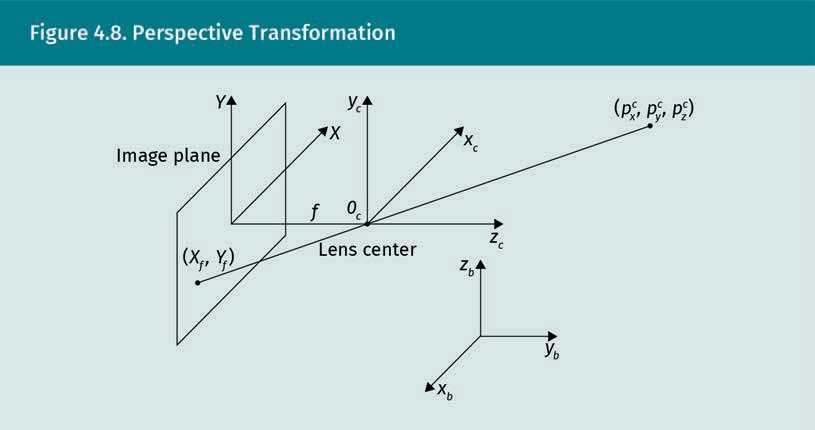 Figure 4.8. Perspective Transformation
Y
y_c
(p_x^c, p_y^c, p_z^c)
X
x_c
Image plane
f
0_c
z_c
Lens center
(X_f, Y_f)
z_b
y_b
x_b